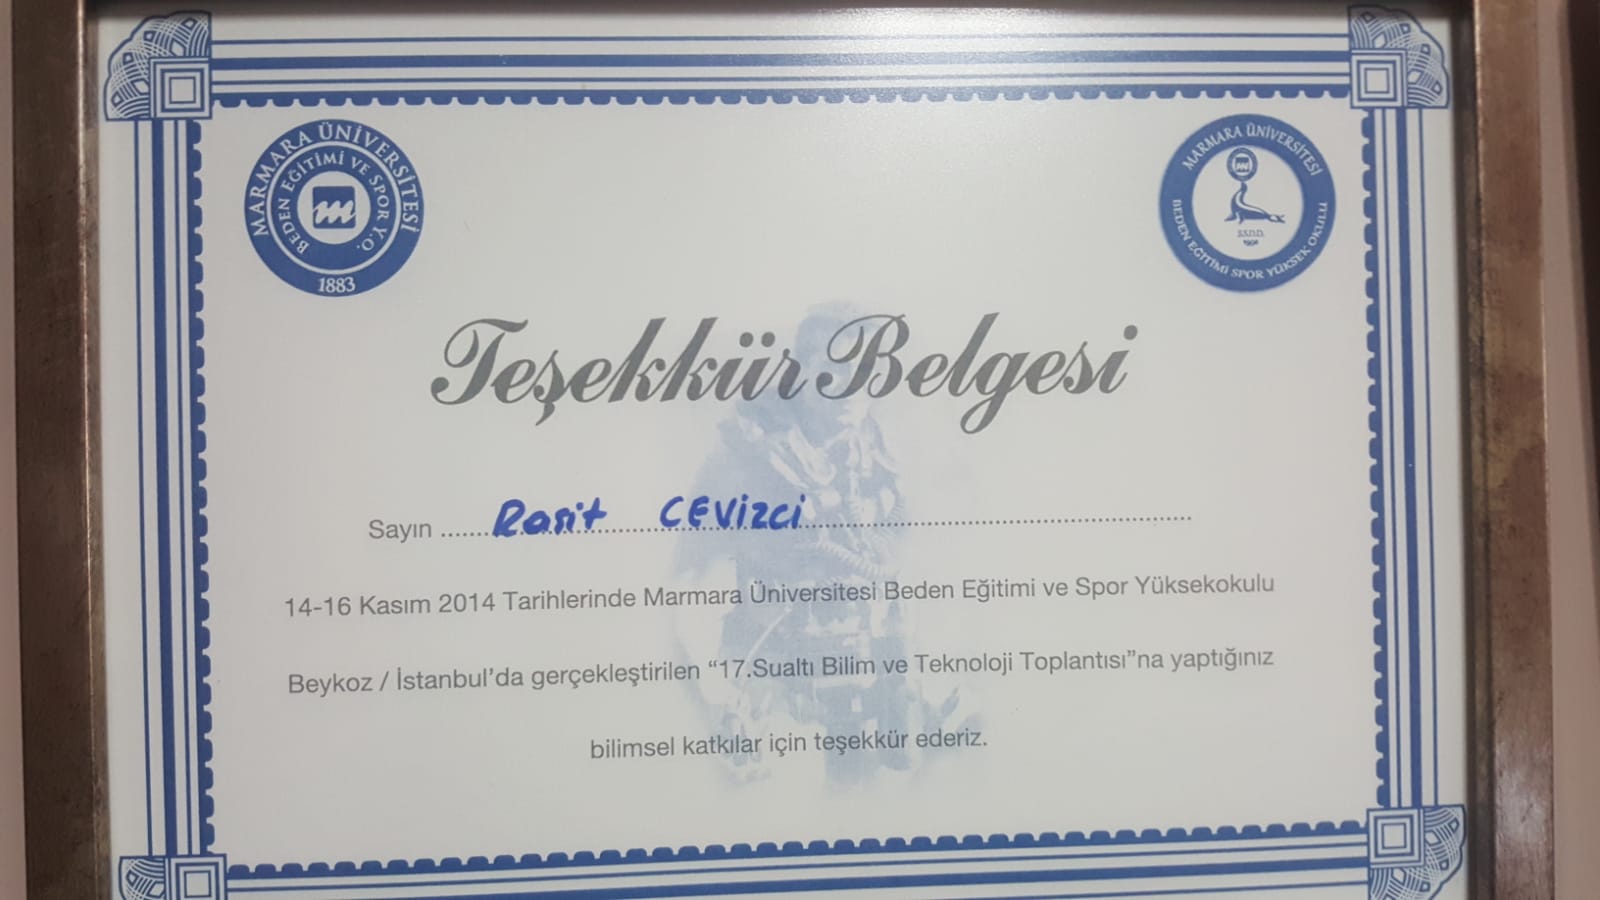 MARMARA ÜNİVERSİTESİ
BEDEN EĞİTİMİ VE SPOR Y.O.
m
1883
MARMARA ÜNİVERSİTESİ
S.S.D.D.
BEDEN EĞİTİMİ SPOR YÜKSEK OKULU
Teşekkür Belgesi
Sayın ....... Raşit CEVİZCİ ..............................
14-16 Kasım 2014 Tarihlerinde Marmara Üniversitesi Beden Eğitimi ve Spor Yüksekokulu
Beykoz / İstanbul'da gerçekleştirilen “17.Sualtı Bilim ve Teknoloji Toplantısı”na yaptığınız
bilimsel katkılar için teşekkür ederiz.